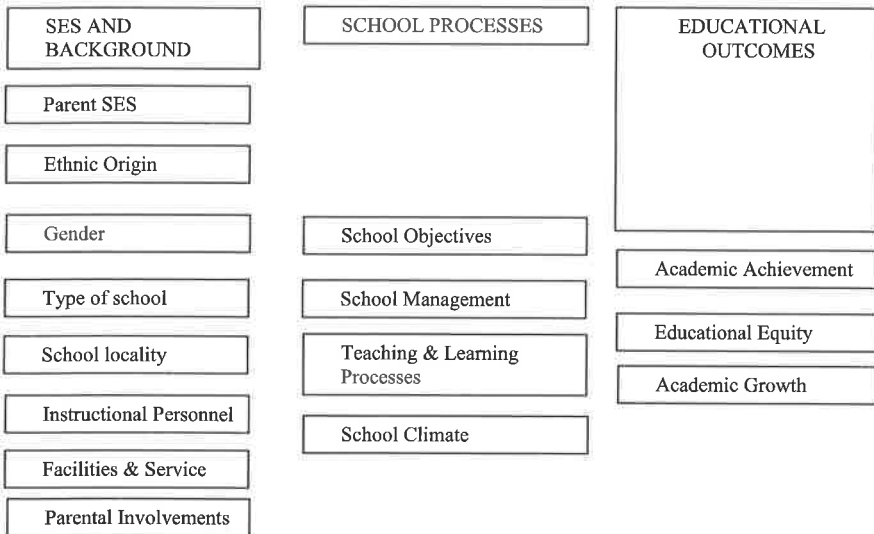 SES AND
BACKGROUND
Parent SES
Ethnic Origin
Gender
Type of school
School locality
Instructional Personnel
Facilities & Service
Parental Involvements
SCHOOL PROCESSES
School Objectives
School Management
Teaching & Learning
Processes
School Climate
EDUCATIONAL
OUTCOMES
Academic Achievement
Educational Equity
Academic Growth